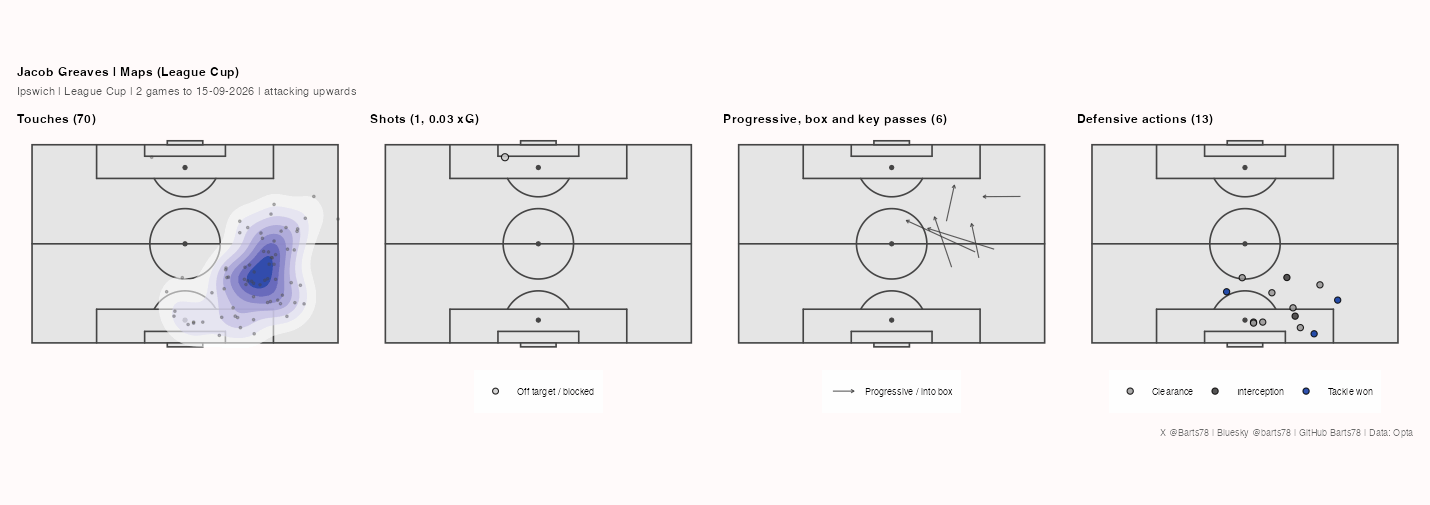 Jacob Greaves | Maps (League Cup)
Ipswich | League Cup | 2 games to 15-09-2026 | attacking upwards
Touches (70)
Shots (1, 0.03 xG)
Progressive, box and key passes (6)
Defensive actions (13)
Off target / blocked
Progressive / into box
Clearance
Interception
Tackle won
X @Barts78 | Bluesky @barts78 | GitHub Barts78 | Data: Opta